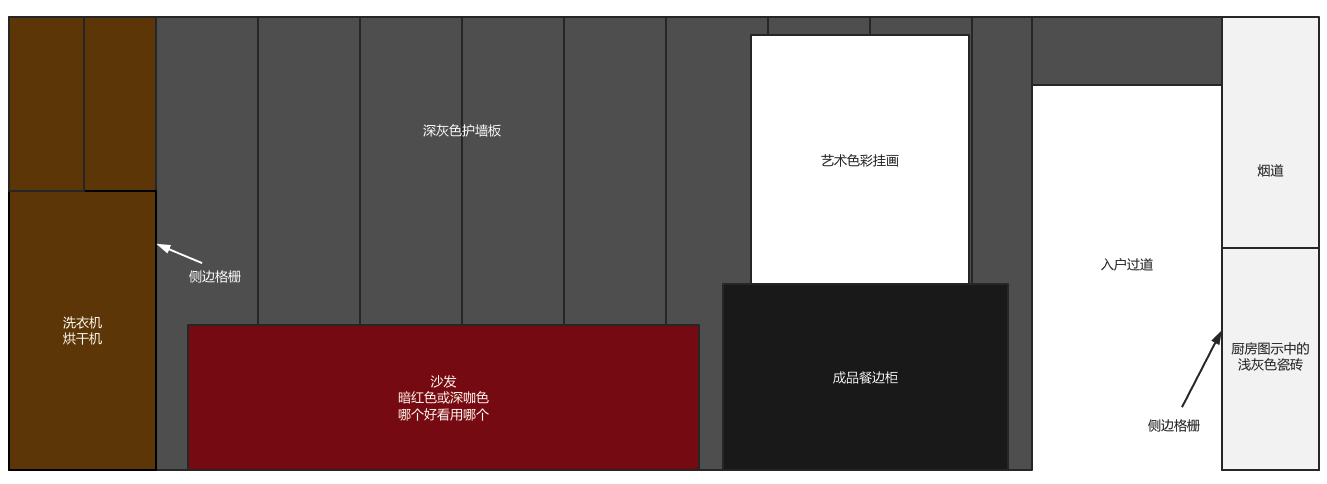 深灰色护墙板
艺术色彩挂画
烟道
入户过道
侧边格栅
洗衣机
烘干机
厨房图示中的
浅灰色瓷砖
沙发
暗红色或深咖色
哪个好看用哪个
成品餐边柜
侧边格栅